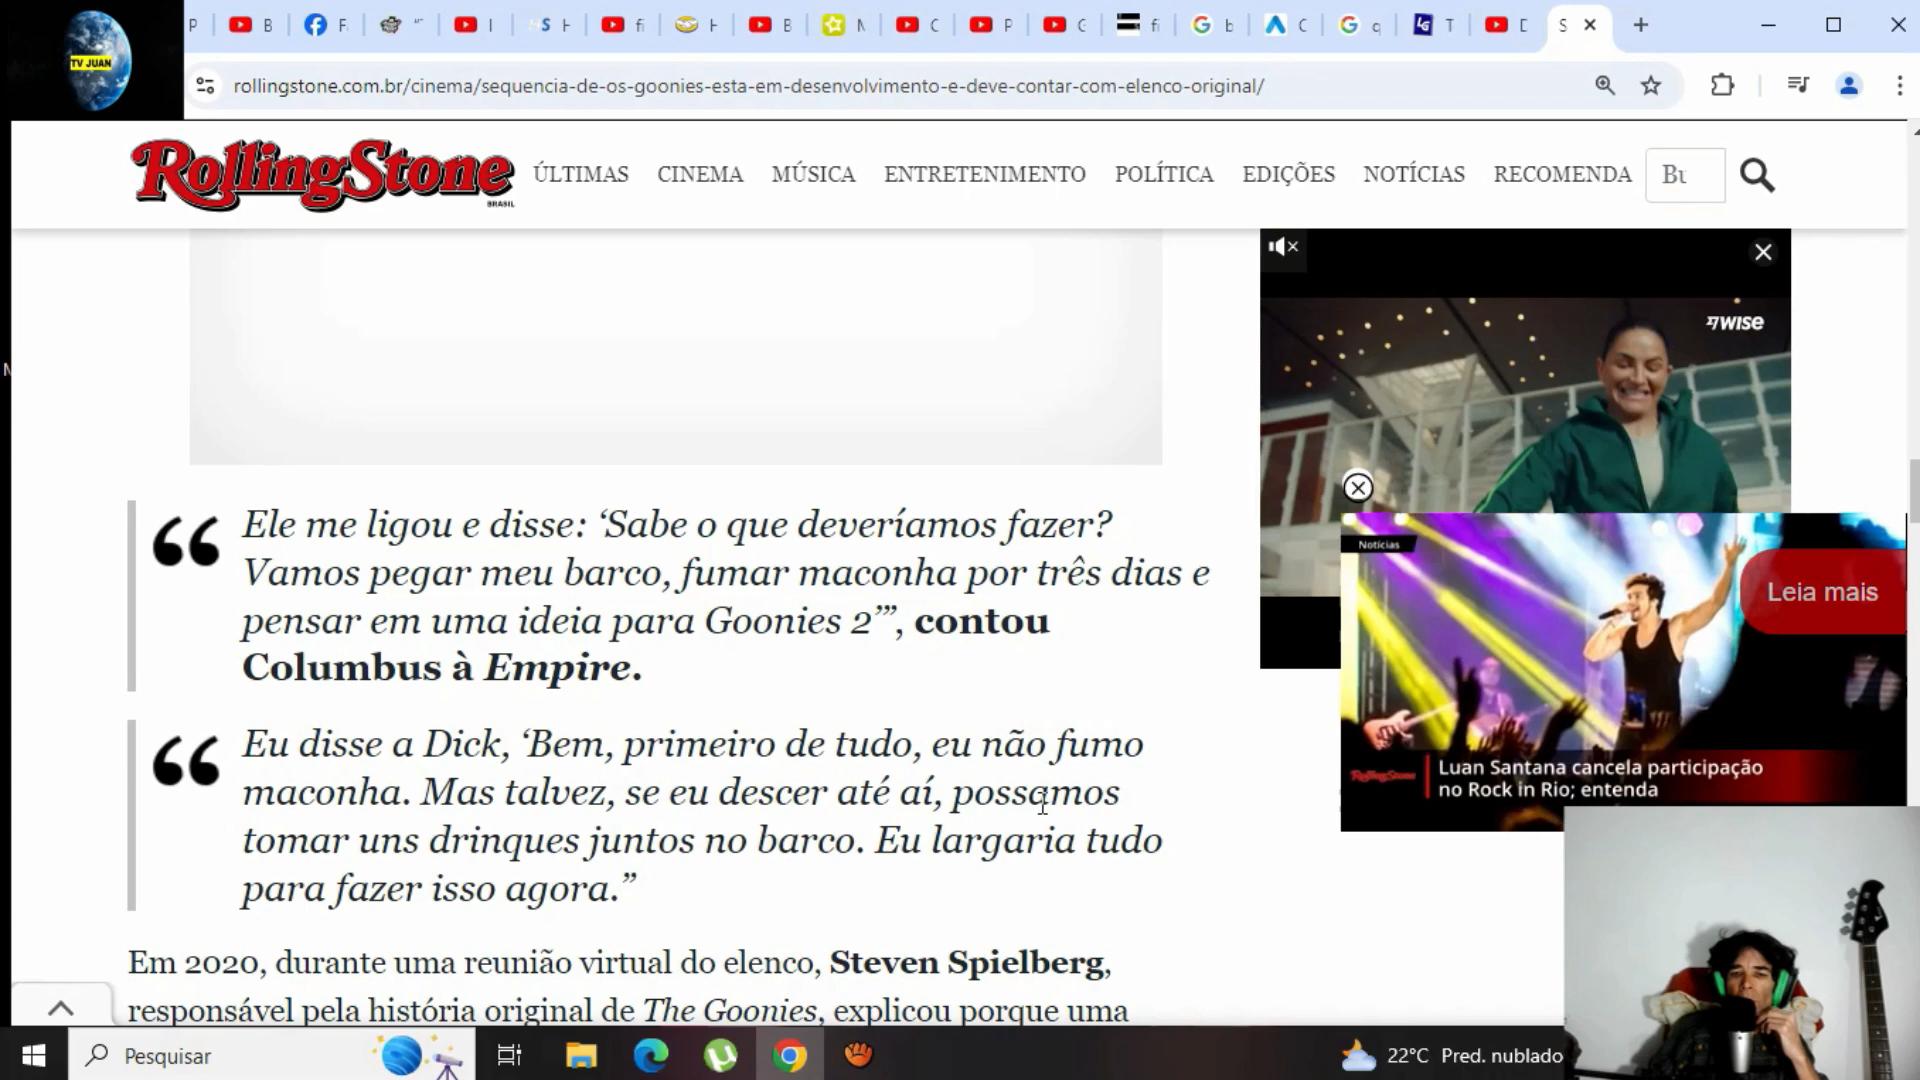 TV JUAN
P
B
F
I
H
fi
H
B
M
C
P
C
fi
b
C
q
T
D
S
rollingstone.com.br/cinema/sequencia-de-os-goonies-esta-em-desenvolvimento-e-deve-contar-com-elenco-original/
RollingStone
BRASIL
ÚLTIMAS CINEMA MÚSICA ENTRETENIMENTO POLÍTICA EDIÇÕES NOTÍCIAS RECOMENDA
Bu
WISE
Ele me ligou e disse: ‘Sabe o que deveríamos fazer?
Vamos pegar meu barco, fumar maconha por três dias e
pensar em uma ideia para Goonies 2’”, contou
Columbus à Empire.
Notícias
Leia mais
RollingStone
Luan Santana cancela participação
no Rock in Rio; entenda
Eu disse a Dick, ‘Bem, primeiro de tudo, eu não fumo
maconha. Mas talvez, se eu descer até aí, possamos
tomar uns drinques juntos no barco. Eu largaria tudo
para fazer isso agora.”
Em 2020, durante uma reunião virtual do elenco, Steven Spielberg,
responsável pela história original de The Goonies, explicou porque uma
Pesquisar
22°C Pred. nublado